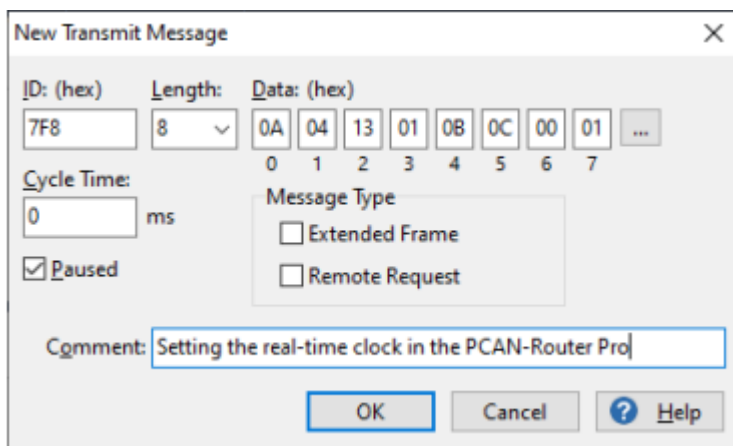 New Transmit Message
ID: (hex) Length: Data: (hex)
7F8 8 0A 04 13 01 0B 0C 00 01 ...
0 1 2 3 4 5 6 7
Cycle Time:
0 ms
Message Type
Extended Frame
Paused
Remote Request
Comment: Setting the real-time clock in the PCAN-Router Pro
OK Cancel ? Help